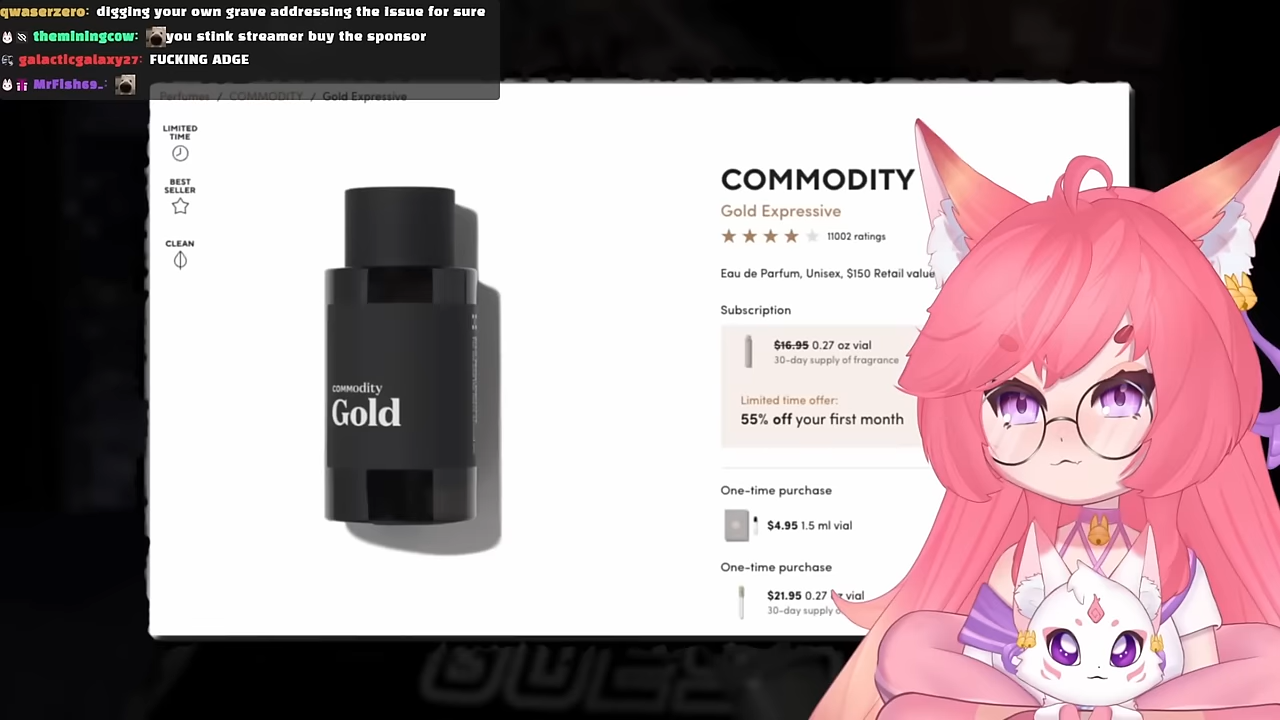 qwaserzero: digging your own grave addressing the issue for sure
theminingcow: you stink streamer buy the sponsor
galacticgalaxy27: FUCKING ADGE
MrFish69_:
Perfumes / COMMODITY / Gold Expressive
LIMITED
TIME
BEST
SELLER
CLEAN
COMMODITY
Gold
COMMODITY
Gold Expressive
11002 ratings
Eau de Parfum, Unisex, $150 Retail value
Subscription
$16.95 0.27 oz vial
30-day supply of fragrance
Limited time offer:
55% off your first month
One-time purchase
$4.95 1.5 ml vial
One-time purchase
$21.95 0.27 oz vial
30-day supply